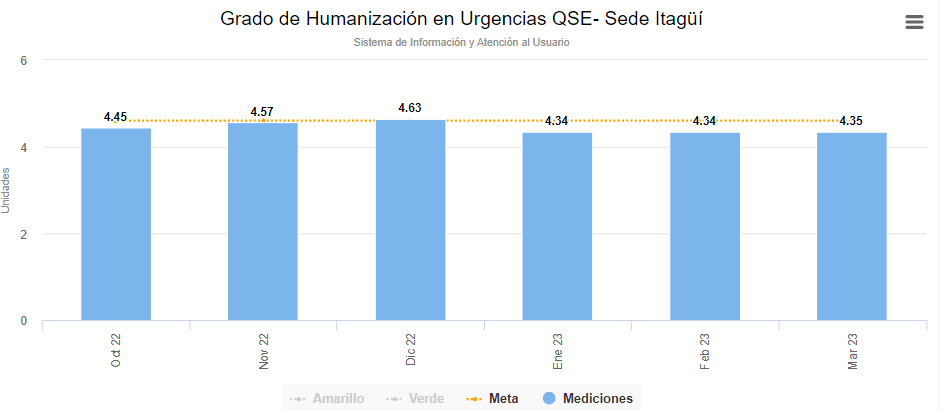 Grado de Humanización en Urgencias QSE- Sede Itagüí
Sistema de Información y Atención al Usuario
Unidades
6
4
2
0
4.45
4.57
4.63
4.34
4.34
4.35
Oct 22
Nov 22
Dic 22
Ene 23
Feb 23
Mar 23
Amarillo
Verde
Meta
Mediciones